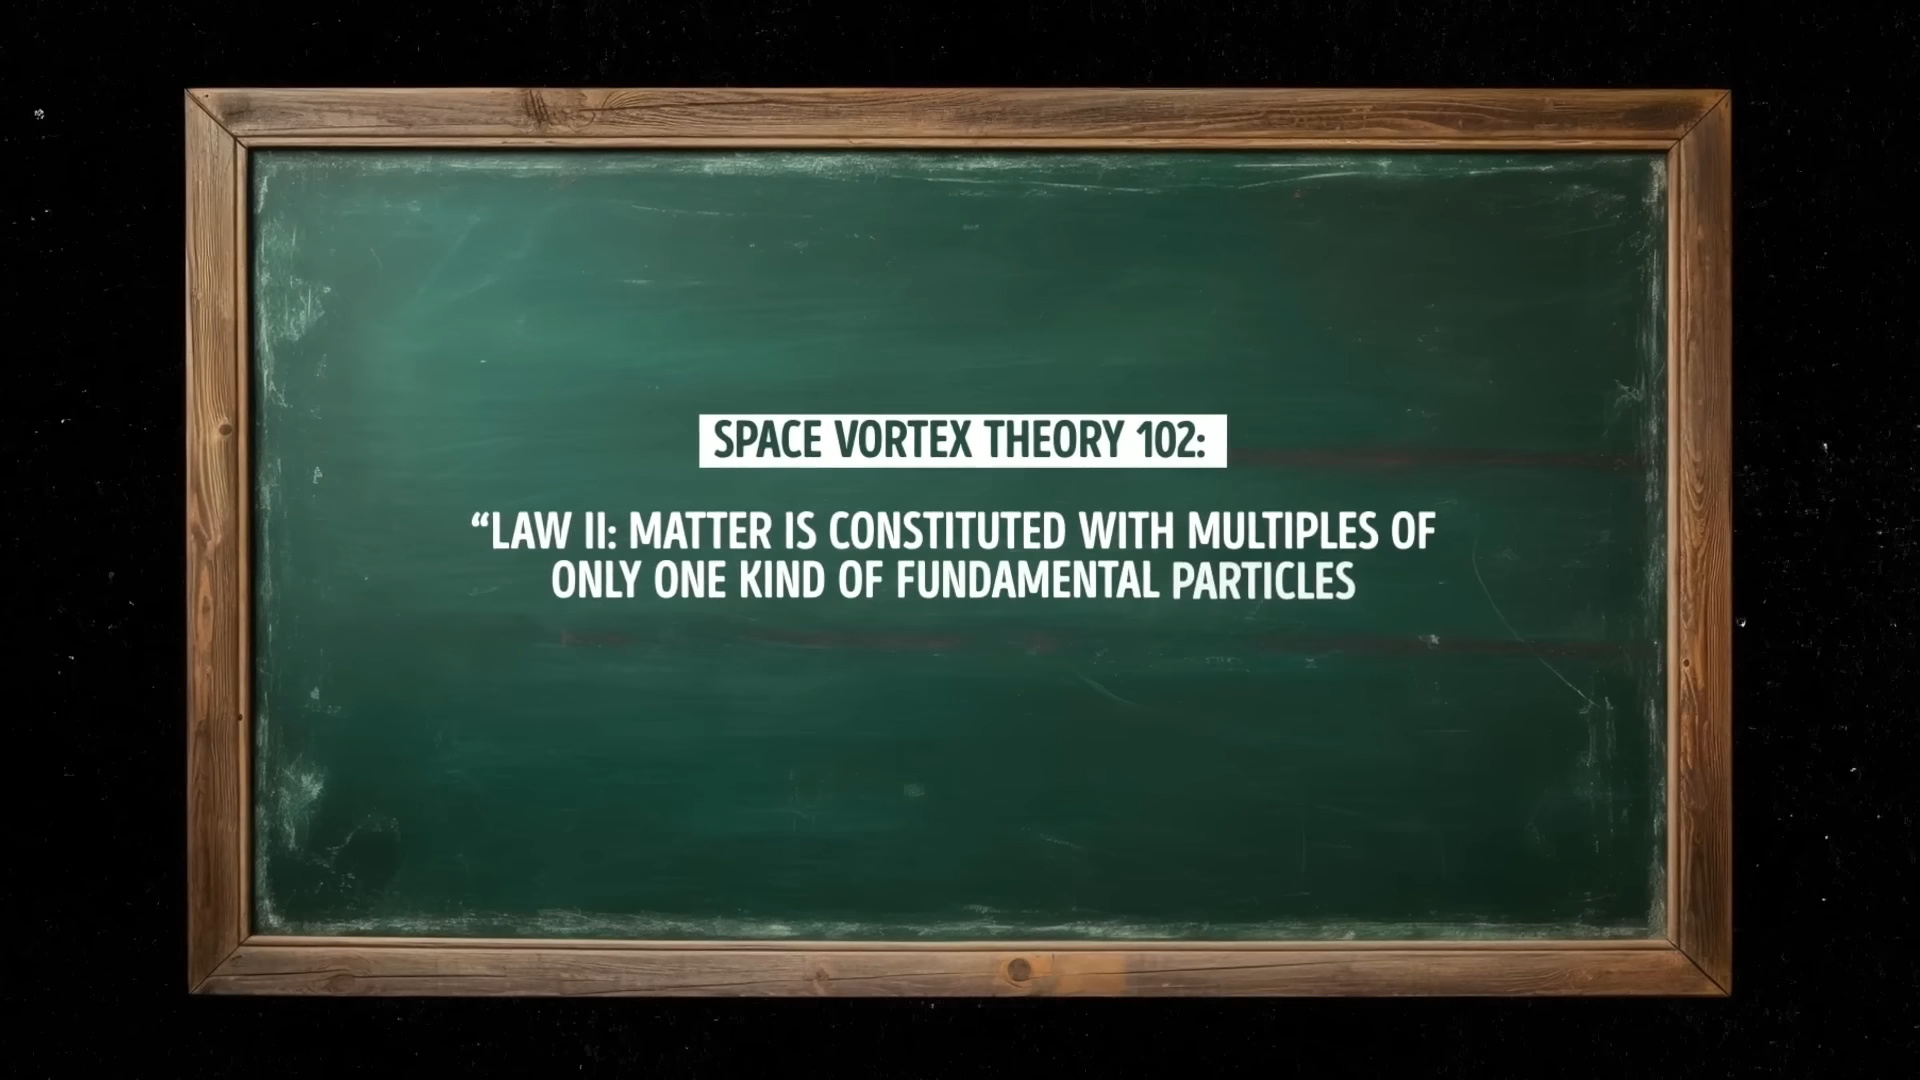 SPACE VORTEX THEORY 102:
“LAW II: MATTER IS CONSTITUTED WITH MULTIPLES OF
ONLY ONE KIND OF FUNDAMENTAL PARTICLES